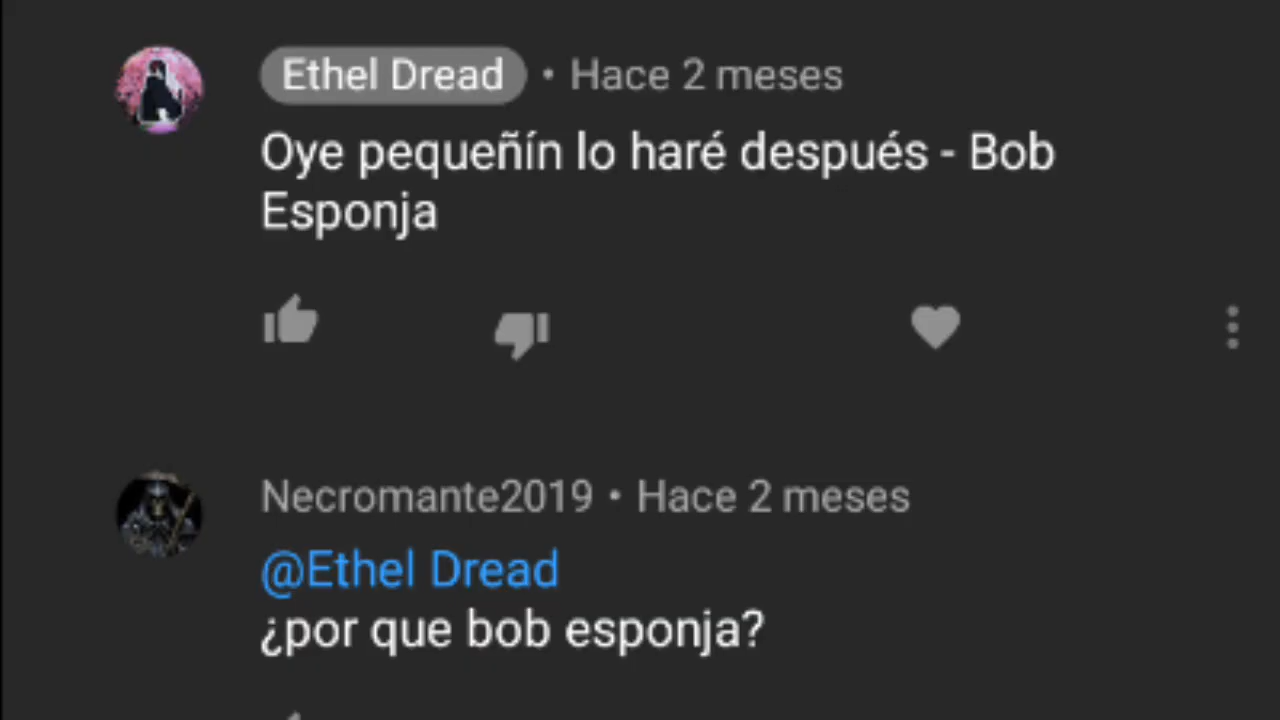 Ethel Dread • Hace 2 meses
Oye pequeñín lo haré después - Bob
Esponja
Necromante2019 • Hace 2 meses
@Ethel Dread
¿por que bob esponja?